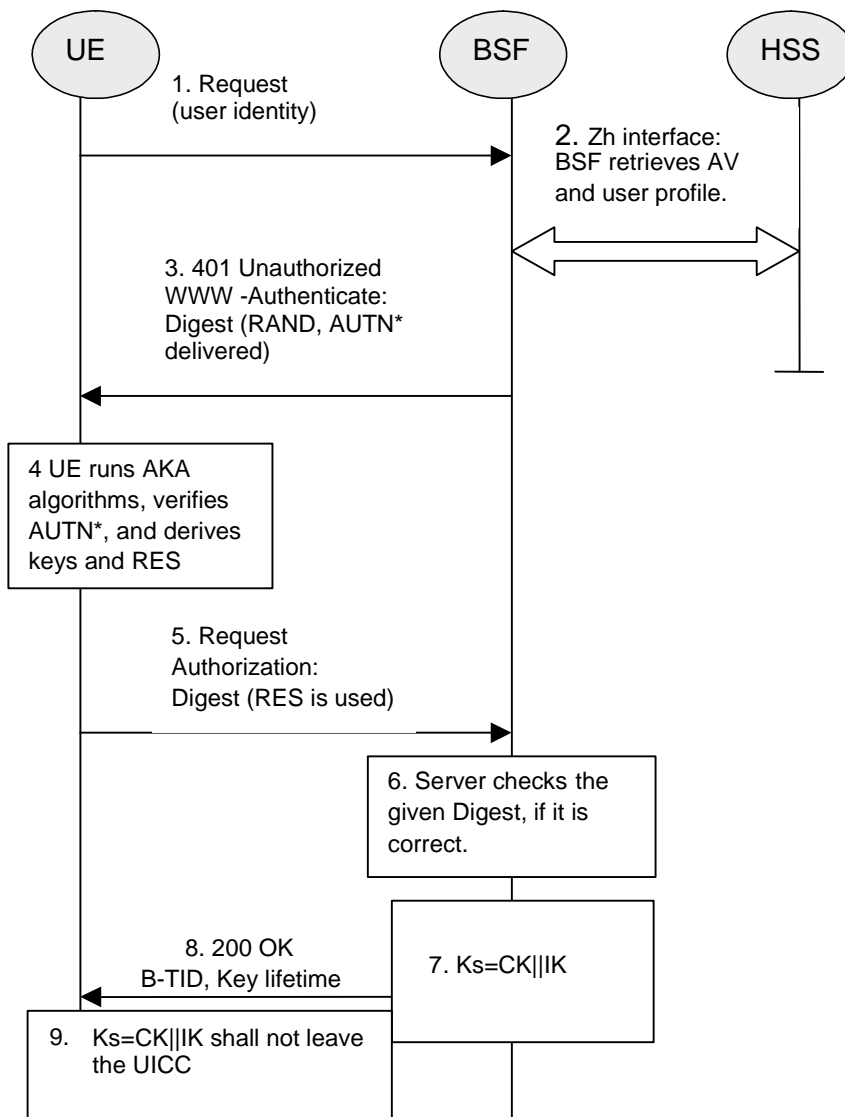 UE
BSF
HSS
1. Request
(user identity)
2. Zh interface:
BSF retrieves AV
and user profile.
3. 401 Unauthorized
WWW -Authenticate:
Digest (RAND, AUTN*
delivered)
4 UE runs AKA
algorithms, verifies
AUTN*, and derives
keys and RES
5. Request
Authorization:
Digest (RES is used)
6. Server checks the
given Digest, if it is
correct.
7. Ks=CK||IK
8. 200 OK
B-TID, Key lifetime
9. Ks=CK||IK shall not leave
the UICC